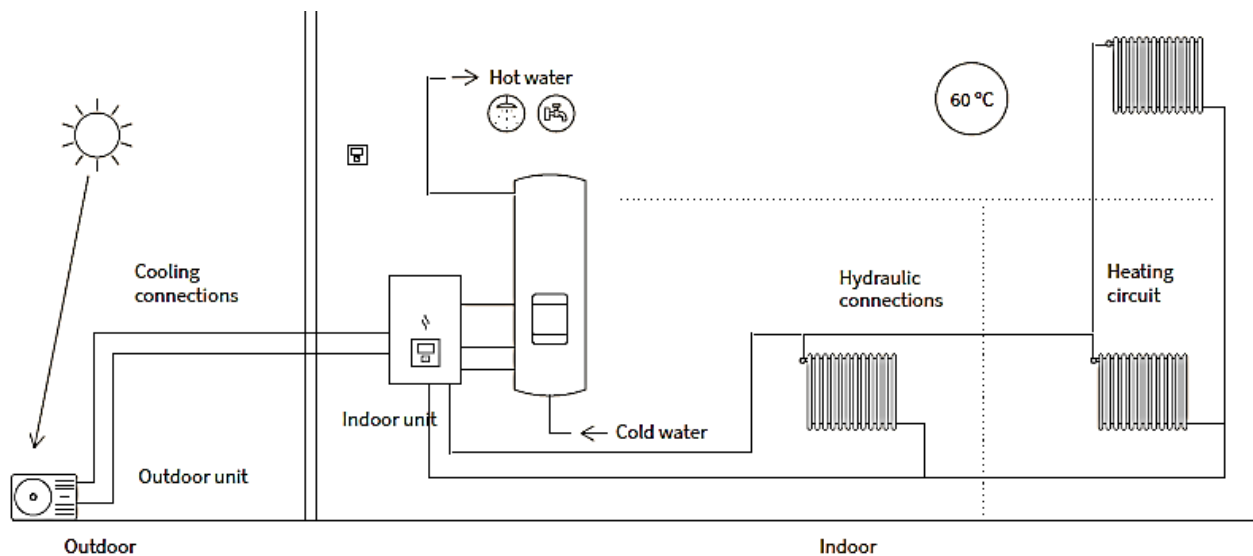 Hot water
60 °C
Cooling
connections
Hydraulic
connections
Heating
circuit
Indoor unit
Cold water
Outdoor unit
Outdoor
Indoor